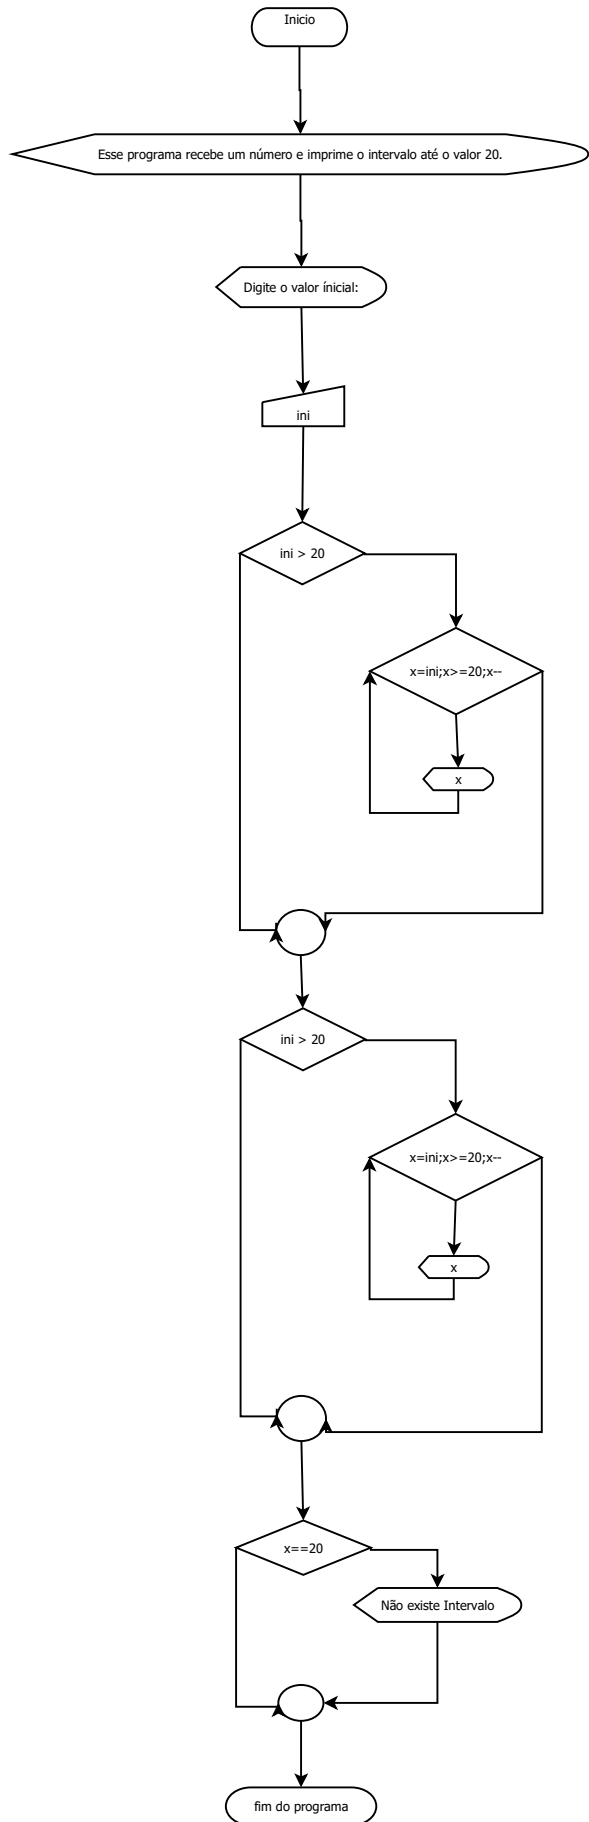 Inicio
Esse programa recebe um número e imprime o intervalo até o valor 20.
Digite o valor ínicial:
ini
ini > 20
x=ini;x>=20;x--
x
ini > 20
x=ini;x>=20;x--
x
x==20
Não existe Intervalo
fim do programa